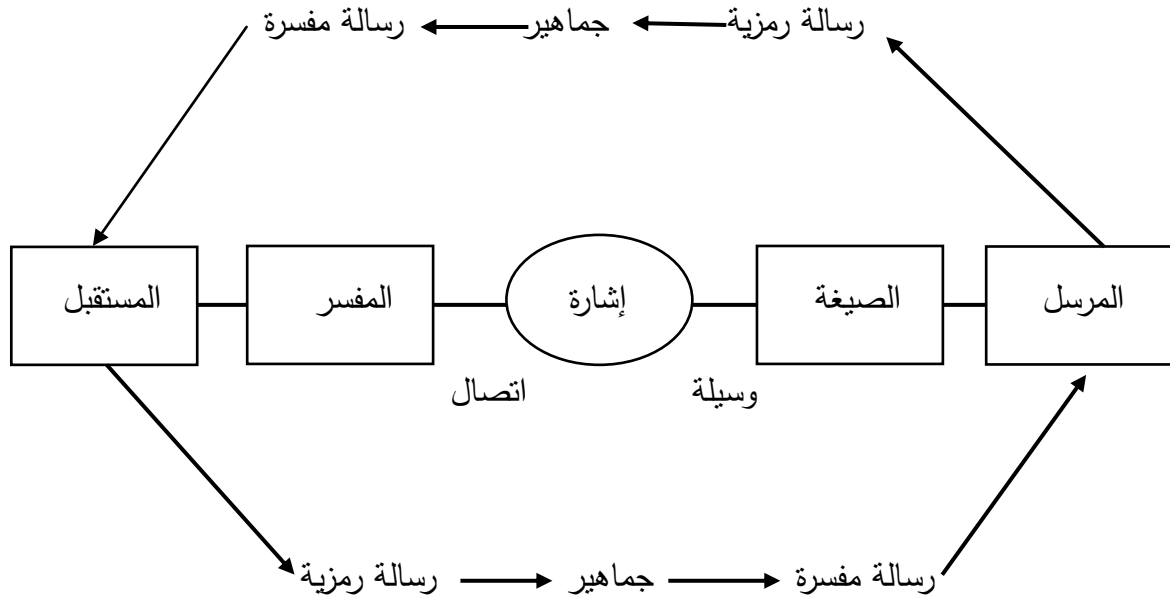 رسالة رمزية جماهير رسالة مفسرة
المرسل الصيغة إشارة المفسر المستقبل
وسيلة اتصال
رسالة مفسرة جماهير رسالة رمزية